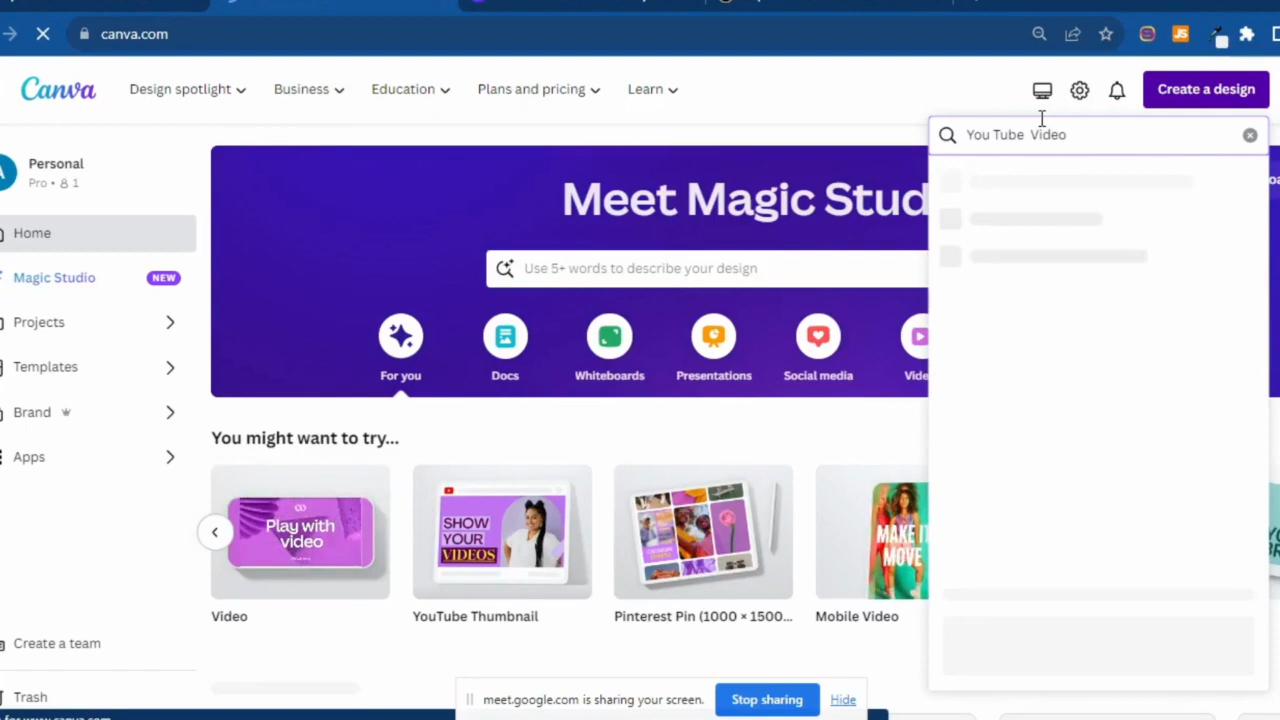 canva.com
JS
Canva
Design spotlight
Business
Education
Plans and pricing
Learn
Create a design
You Tube Video
Personal
Pro • 1
Home
Magic Studio
NEW
Projects
Templates
Brand
Apps
Create a team
Trash
Meet Magic Stud
Use 5+ words to describe your design
For you
Docs
Whiteboards
Presentations
Social media
Vide
You might want to try...
Play with
video
SHOW
YOUR
VIDEOS
MAKE IT
MOVE
Video
YouTube Thumbnail
Pinterest Pin (1000 × 1500...
Mobile Video
meet.google.com is sharing your screen.
Stop sharing
Hide